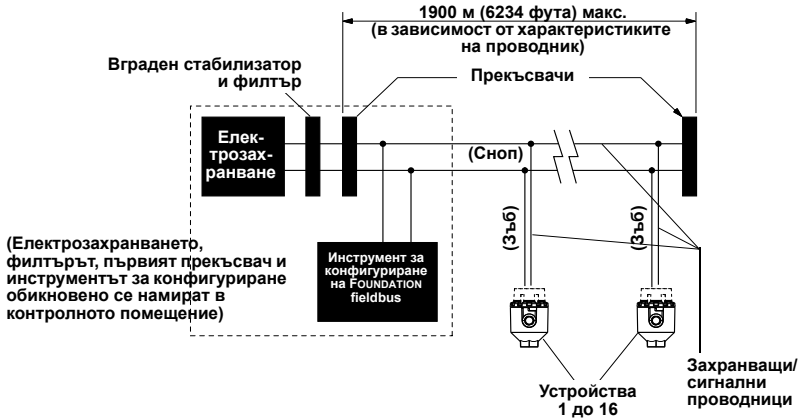 1900 м (6234 фута) макс.
(в зависимост от характеристиките
на проводник)
Вграден стабилизатор
и филтър
Прекъсвачи
Елек-
трозах-
ранване
(Сноп)
(Зъб)
(Зъб)
(Електрозахранването,
филтърът, първият прекъсвач и
инструментът за конфигуриране
обикновено се намират в
контролното помещение)
Инструмент за
конфигуриране
на FOUNDATION
fieldbus
Устройства
1 до 16
Захранващи/
сигнални
проводници